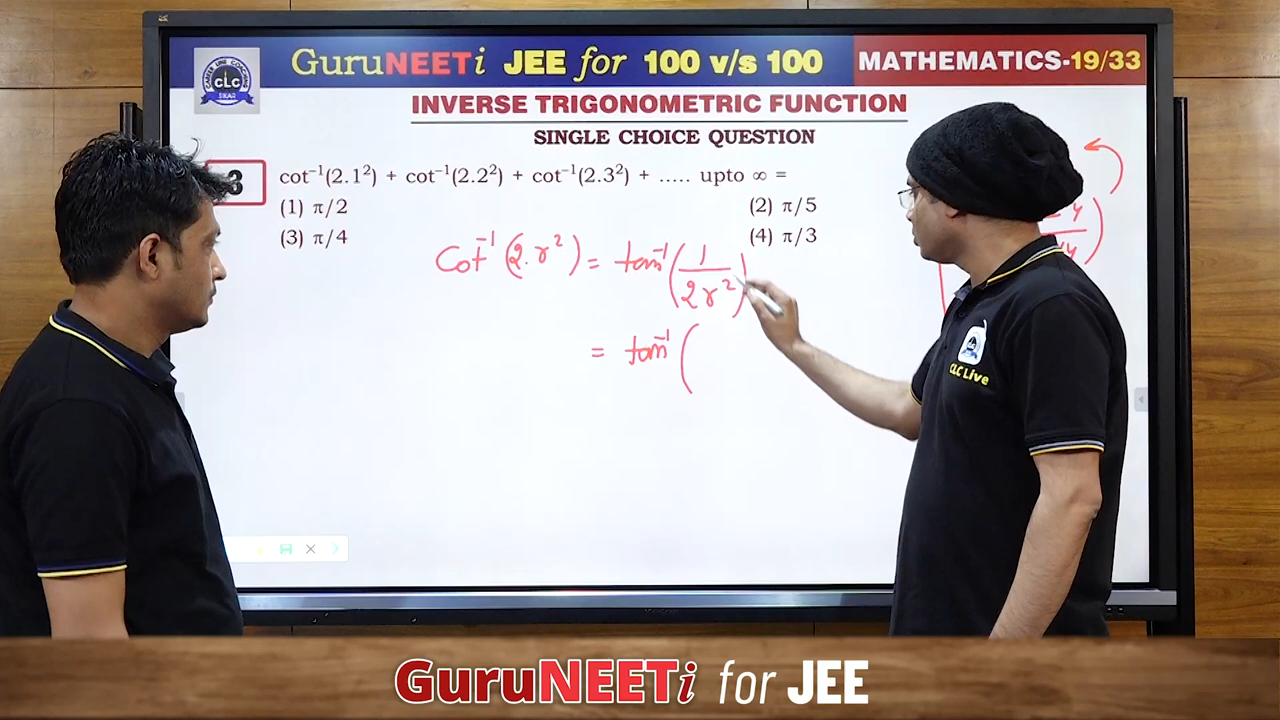 GuruNEETi JEE for 100 v/s 100
MATHEMATICS-19/33
CLC
SIKAR
INVERSE TRIGONOMETRIC FUNCTION
SINGLE CHOICE QUESTION
3 cot⁻¹(2.1²) + cot⁻¹(2.2²) + cot⁻¹(2.3²) + ..... upto ∞ =
(1) π/2 (2) π/5
(3) π/4 (4) π/3
Cot⁻¹ (2.r²) = tan⁻¹(1/2r²)
= tan⁻¹(
CLC Live
GuruNEETi for JEE